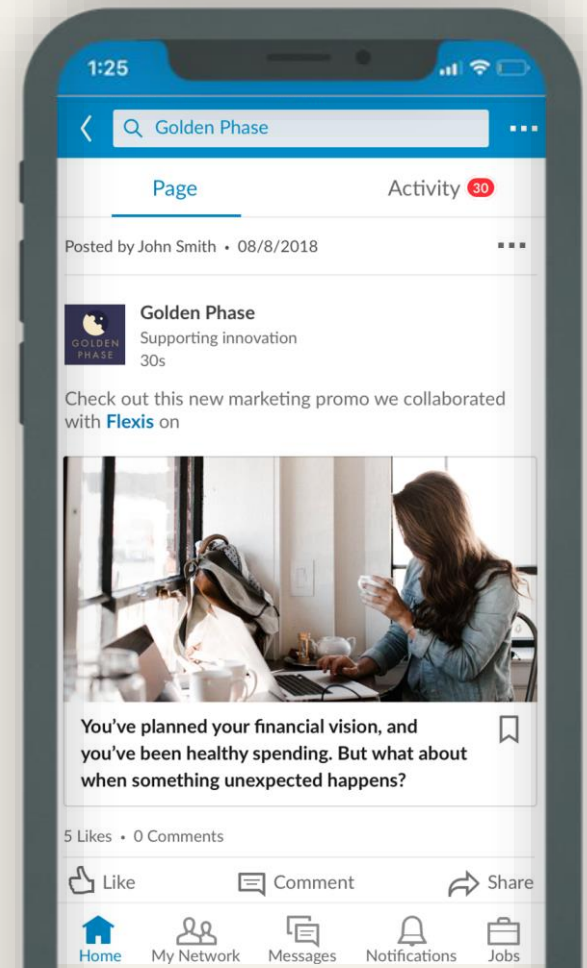 1:25
Golden Phase
Page
Activity 30
Posted by John Smith • 08/8/2018
GOLDEN
PHASE
Golden Phase
Supporting innovation
30s
Check out this new marketing promo we collaborated
with Flexis on
You've planned your financial vision, and
you've been healthy spending. But what about
when something unexpected happens?
5 Likes • 0 Comments
Like
Comment
Share
Home
My Network
Messages
Notifications
Jobs